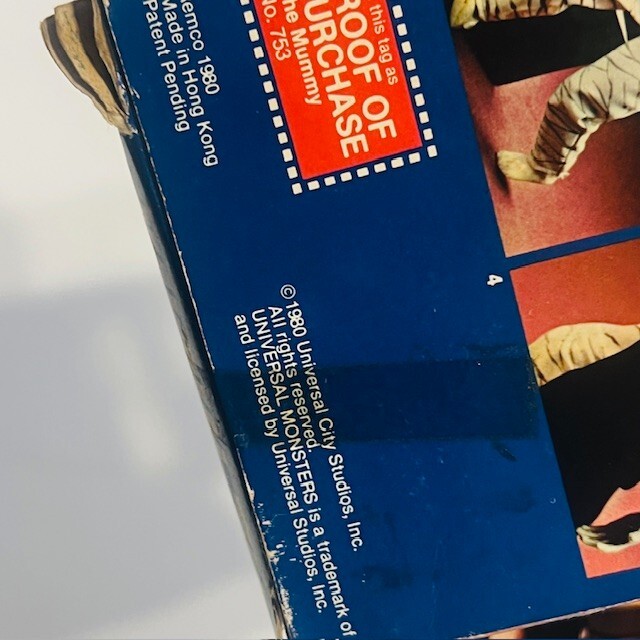 this tag as
ROOF OF
URCHASE
he Mummy
No. 753
emco 1980
Made in Hong Kong
Patent Pending
4
© 1980 Universal City Studios, Inc.
All rights reserved.
UNIVERSAL MONSTERS is a trademark of
and licensed by Universal Studios, Inc.